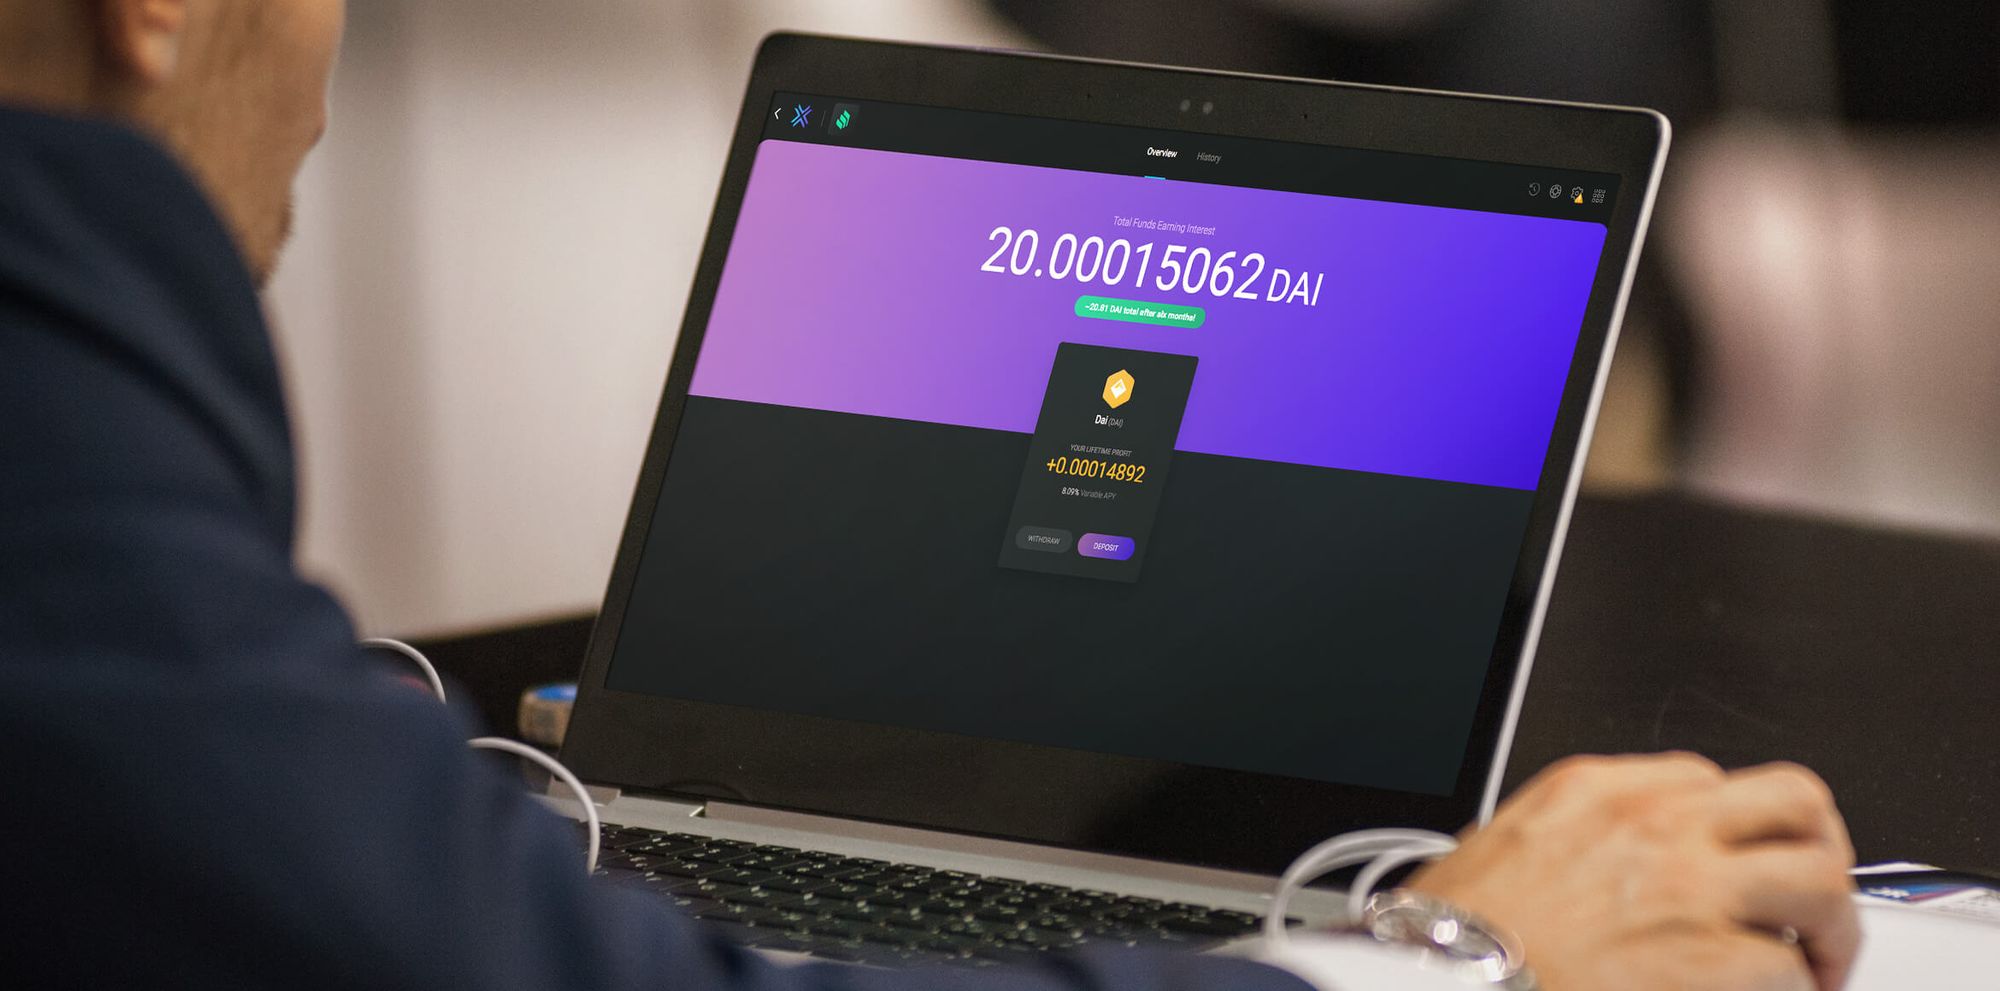 Overview History
Total Funds Earning Interest
20.00015062 DAI
~20.81 DAI total after six months!
Dai (DAI)
YOUR LIFETIME PROFIT
+0.00014892
8.09% Variable APY
WITHDRAW DEPOSIT